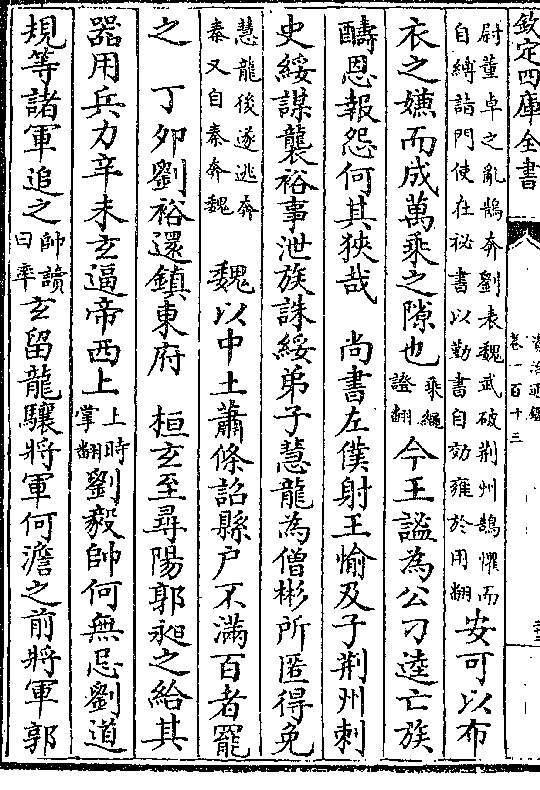 欽定四庫全書
資治通鑑
卷一百十三
尉董卓之亂鵠奔劉表魏武破荆州鵠懼而
自縛詣門使在秘書以勤書自効雍於用翻
安可以布
衣之嫌而成萬乘之隙也
乘繩
證翻
今王謐為公刁逵亡族
醻恩報怨何其狹哉 尚書左僕射王愉及子荆州刺
史綏謀襲裕事泄族誅綏弟子慧龍為僧彬所匿得免
慧龍後遂逃奔
秦又自秦奔魏
魏以中土蕭條詔縣户不滿百者罷
之 丁夘劉裕還鎮東府 桓玄至尋陽郭昶之給其
器用兵力辛未玄逼帝西上
上時
掌翻
劉毅帥何無忌劉道
規等諸軍追之
帥讀
曰率
玄留龍驤將軍何澹之前將軍郭